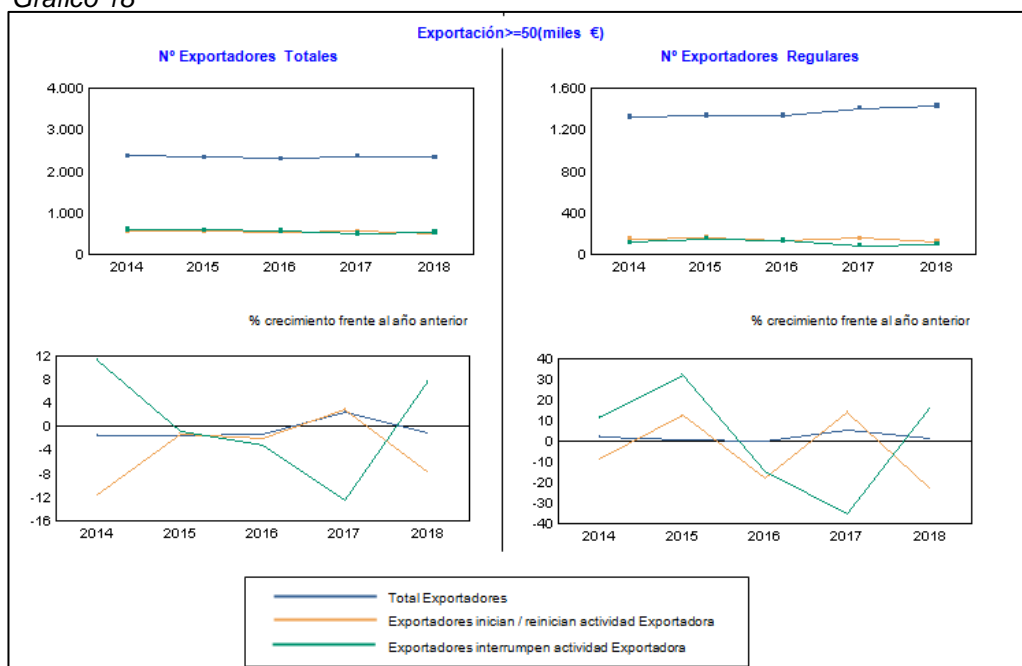 Gráfico 18
Exportación>=50(miles €)
Nº Exportadores Totales
4.000
3.000
2.000
1.000
0
2014 2015 2016 2017 2018
% crecimiento frente al año anterior
12
8
4
0
-4
-8
-12
-16
2014 2015 2016 2017 2018
Nº Exportadores Regulares
1.600
1.200
800
400
0
2014 2015 2016 2017 2018
% crecimiento frente al año anterior
40
30
20
10
0
-10
-20
-30
-40
2014 2015 2016 2017 2018
Total Exportadores
Exportadores inician / reinician actividad Exportadora
Exportadores interrumpen actividad Exportadora